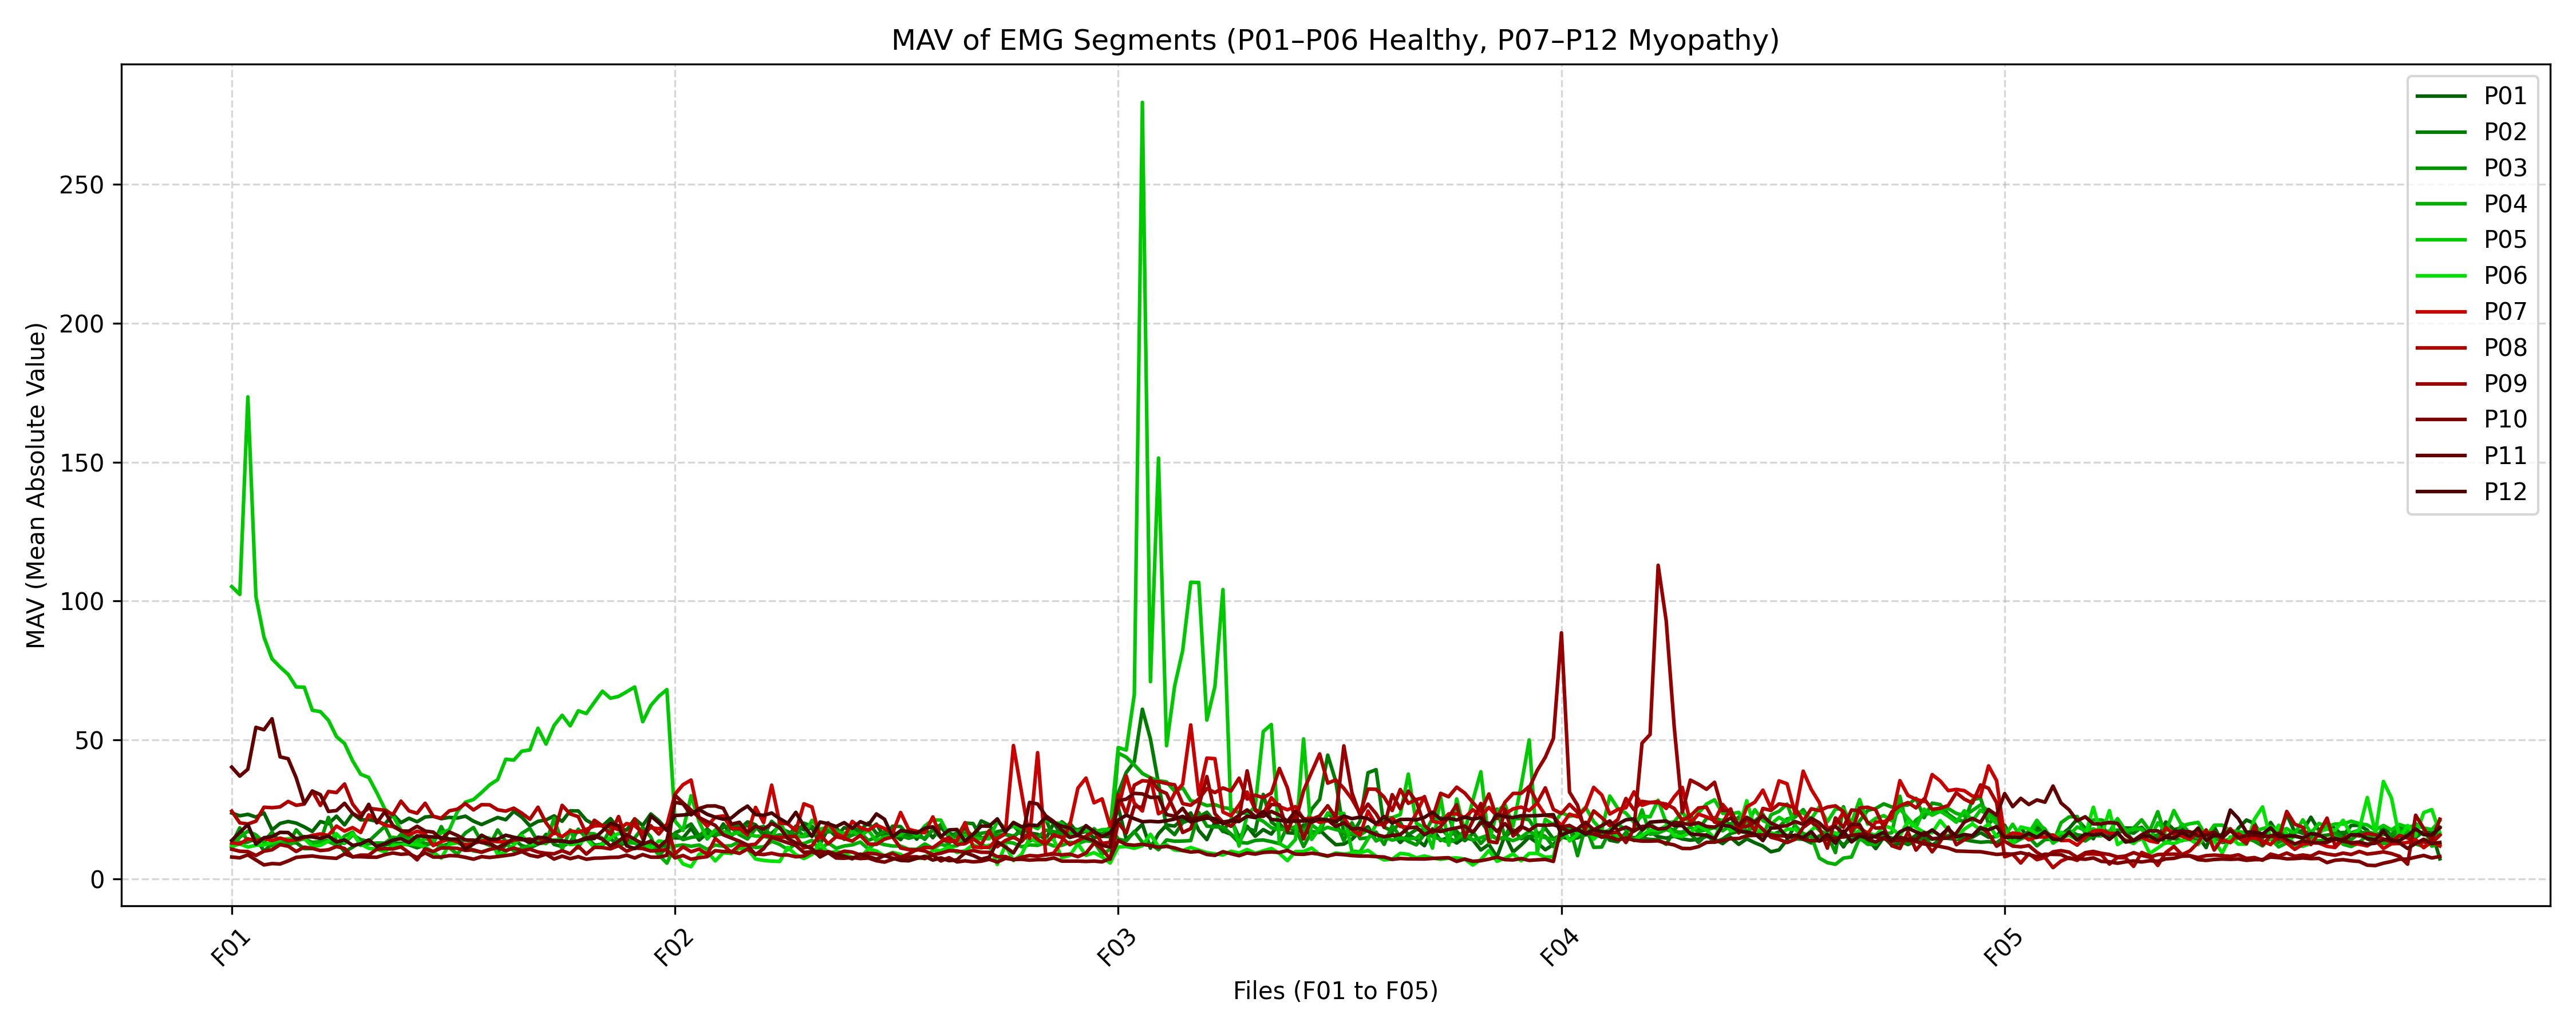 MAV of EMG Segments (P01–P06 Healthy, P07–P12 Myopathy)
MAV (Mean Absolute Value)
250
200
150
100
50
0
F01
F02
F03
F04
F05
Files (F01 to F05)
P01
P02
P03
P04
P05
P06
P07
P08
P09
P10
P11
P12